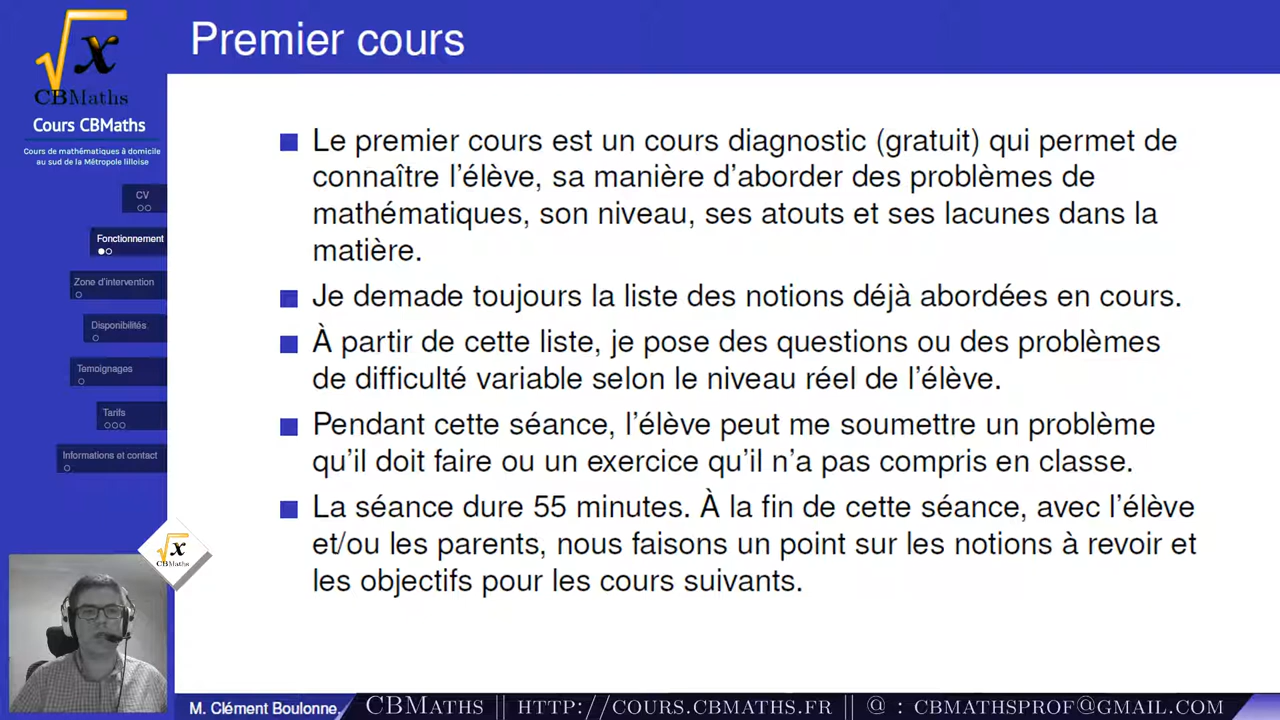 x
CBMaths
Cours CBMaths
Cours de mathématiques à domicile
au sud de la Métropole lilloise
CV
Fonctionnement
Zone d'intervention
Disponibilités
Temoignages
Tarifs
Informations et contact
Premier cours
Le premier cours est un cours diagnostic (gratuit) qui permet de
connaître l'élève, sa manière d'aborder des problèmes de
mathématiques, son niveau, ses atouts et ses lacunes dans la
matière.
Je demade toujours la liste des notions déjà abordées en cours.
À partir de cette liste, je pose des questions ou des problèmes
de difficulté variable selon le niveau réel de l'élève.
Pendant cette séance, l'élève peut me soumettre un problème
qu'il doit faire ou un exercice qu'il n'a pas compris en classe.
La séance dure 55 minutes. À la fin de cette séance, avec l'élève
et/ou les parents, nous faisons un point sur les notions à revoir et
les objectifs pour les cours suivants.
x
CBMaths
M. Clément Boulonne, CBMATHS || HTTP://COURS.CBMATHS.FR || @ : CBMATHSPROF@GMAIL.COM